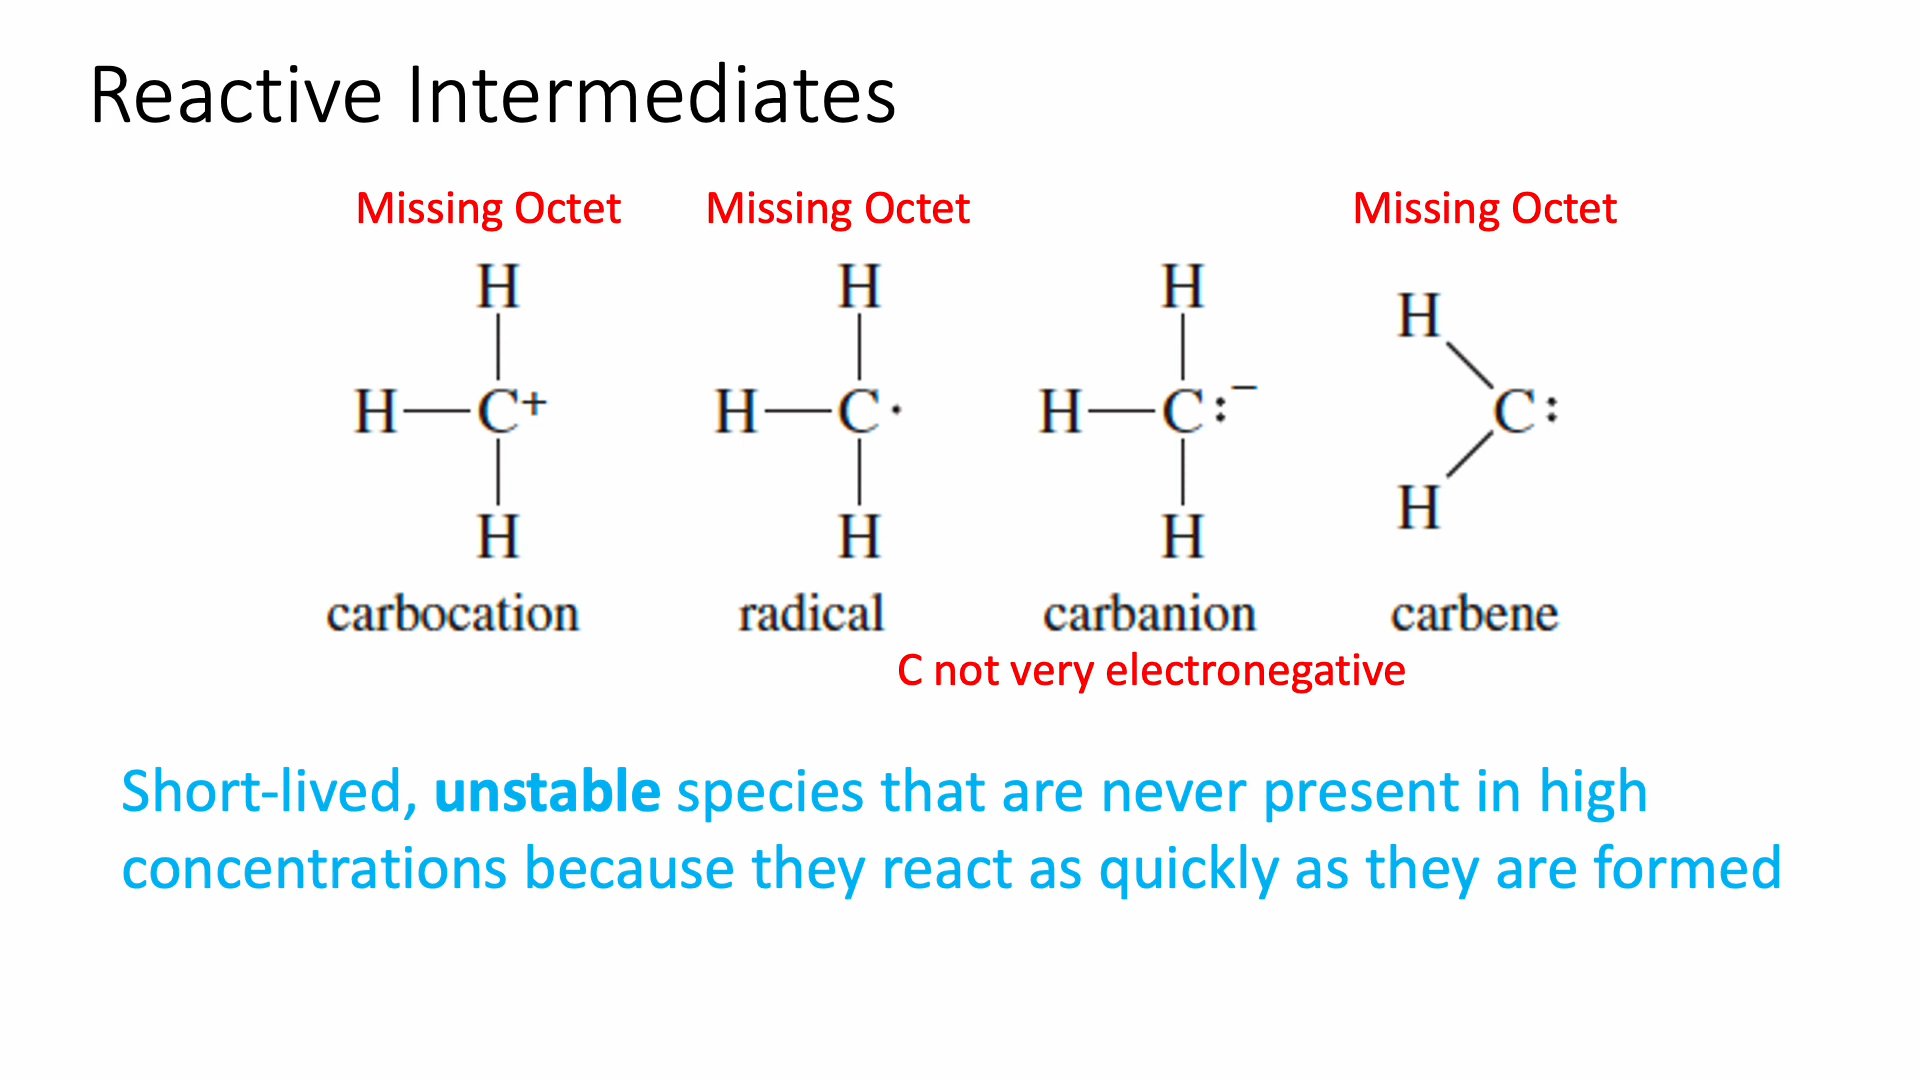 Reactive Intermediates
Missing Octet Missing Octet Missing Octet
H H H H
H—C+ H—C· H—C:− C:
H H H H
carbocation radical carbanion carbene
C not very electronegative
Short-lived, unstable species that are never present in high
concentrations because they react as quickly as they are formed